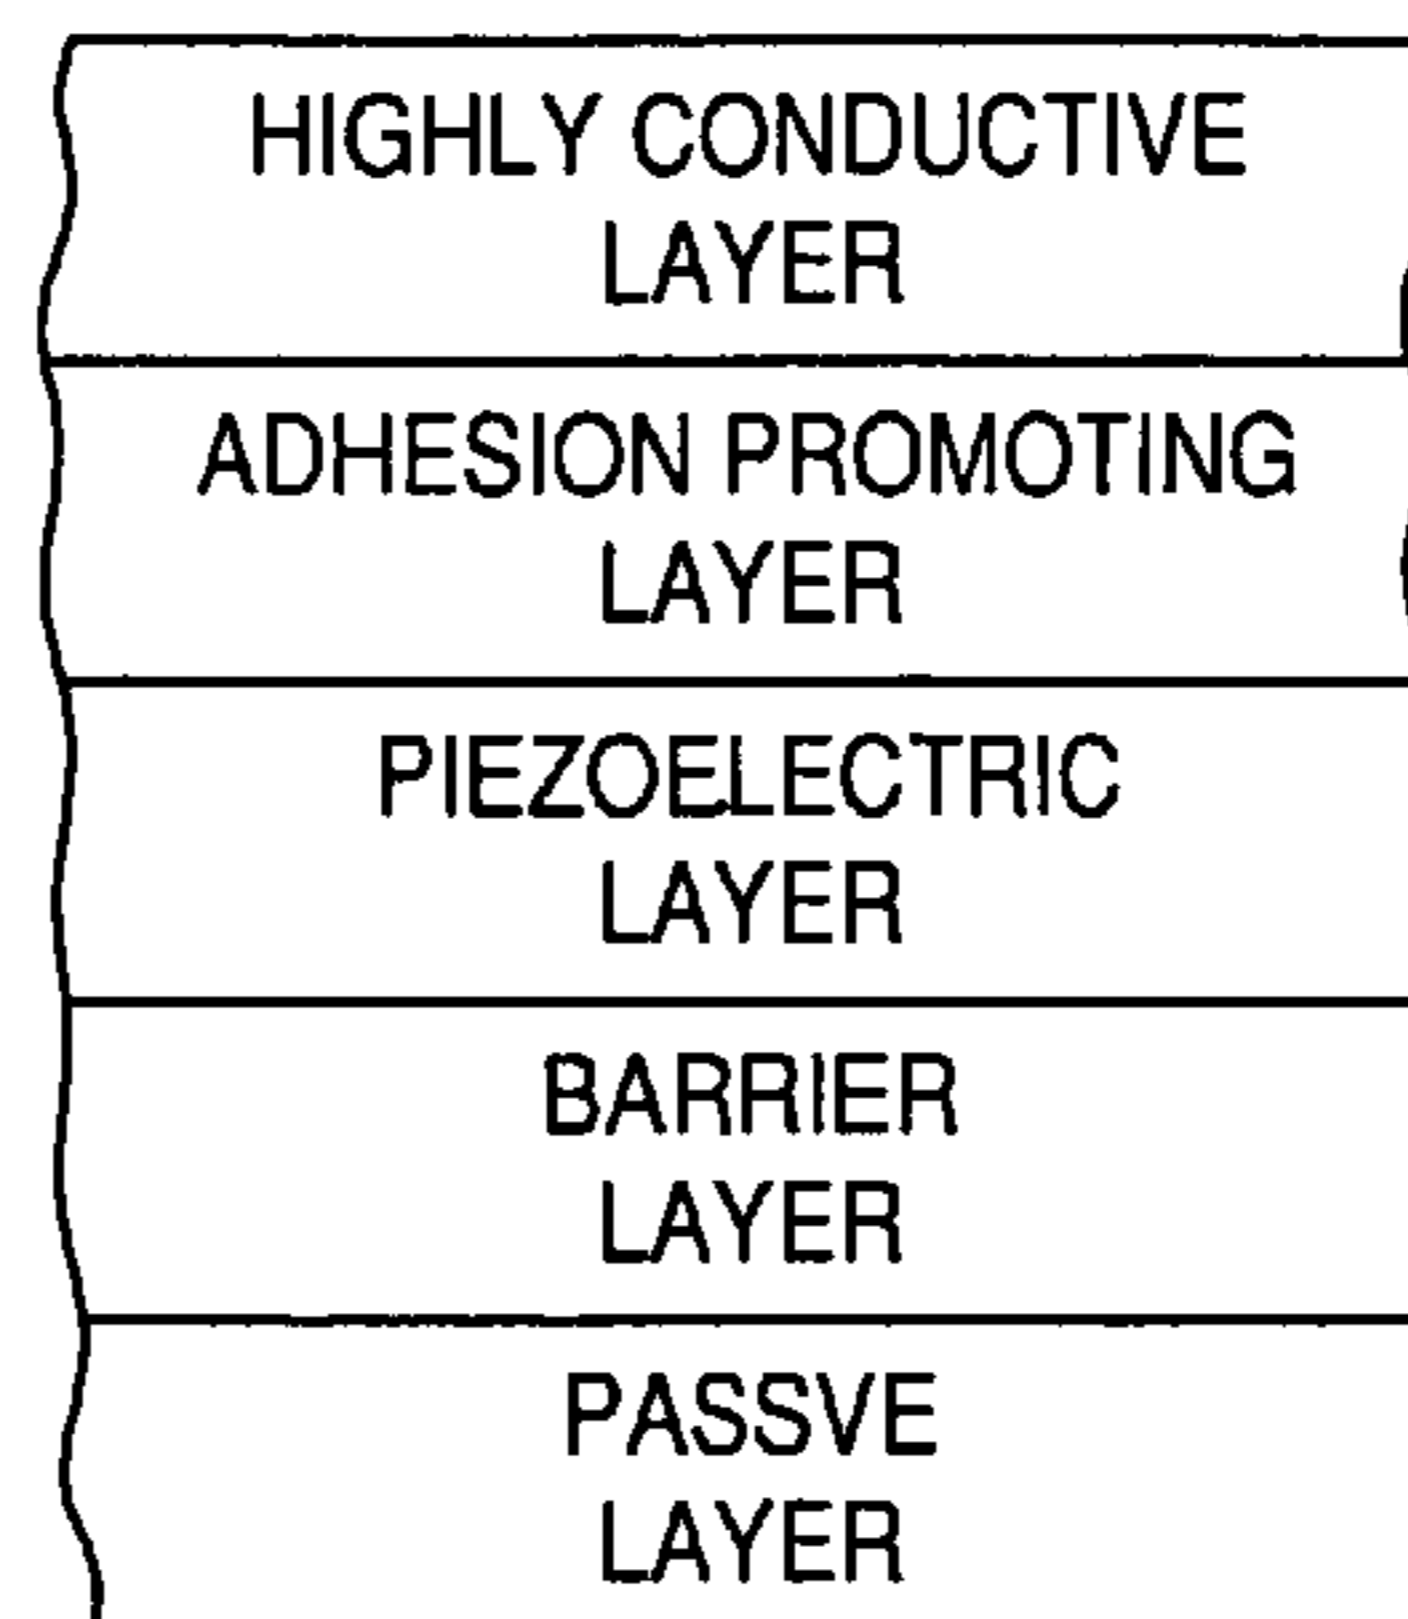 HIGHLY CONDUCTIVE
LAYER
ADHESION PROMOTING
LAYER
PIEZOELECTRIC
LAYER
BARRIER
LAYER
PASSVE
LAYER